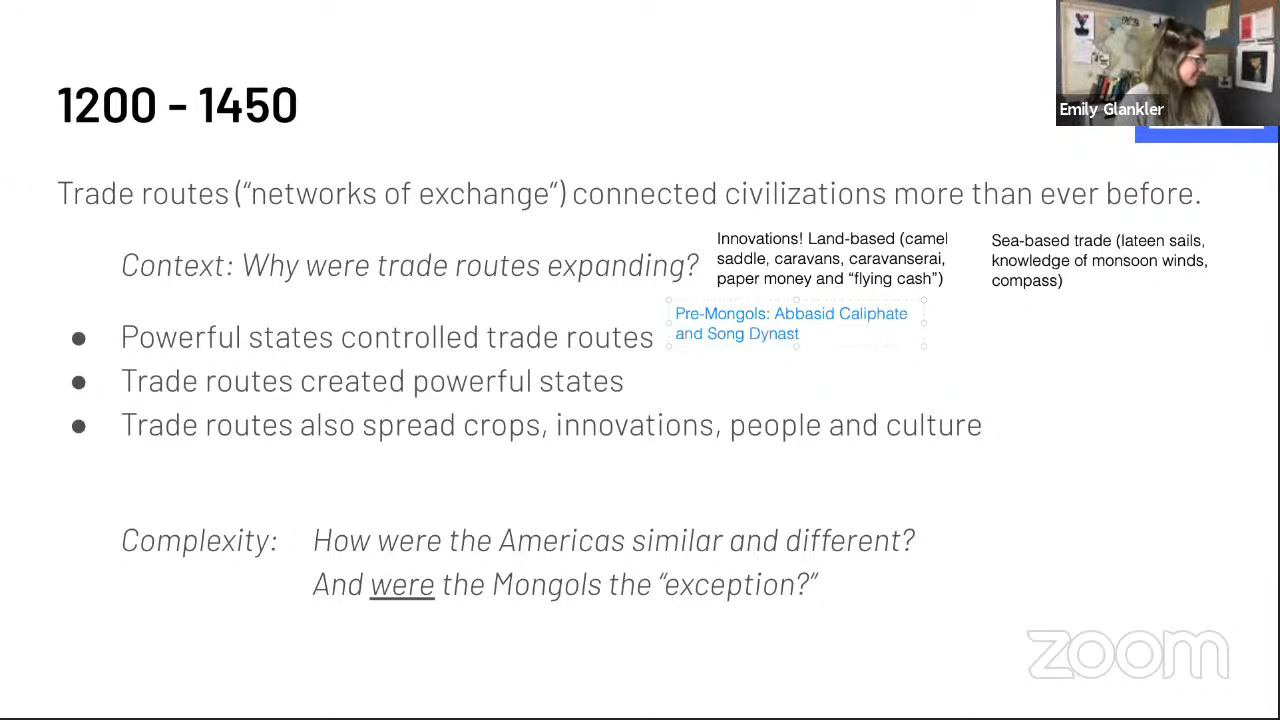 Emily Glankler
1200 - 1450
Trade routes (“networks of exchange”) connected civilizations more than ever before.
Context: Why were trade routes expanding?
Innovations! Land-based (camel
saddle, caravans, caravanserai,
paper money and “flying cash”)
Sea-based trade (lateen sails,
knowledge of monsoon winds,
compass)
Pre-Mongols: Abbasid Caliphate
and Song Dynast
● Powerful states controlled trade routes
● Trade routes created powerful states
● Trade routes also spread crops, innovations, people and culture
Complexity: How were the Americas similar and different?
And were the Mongols the “exception?”
zoom